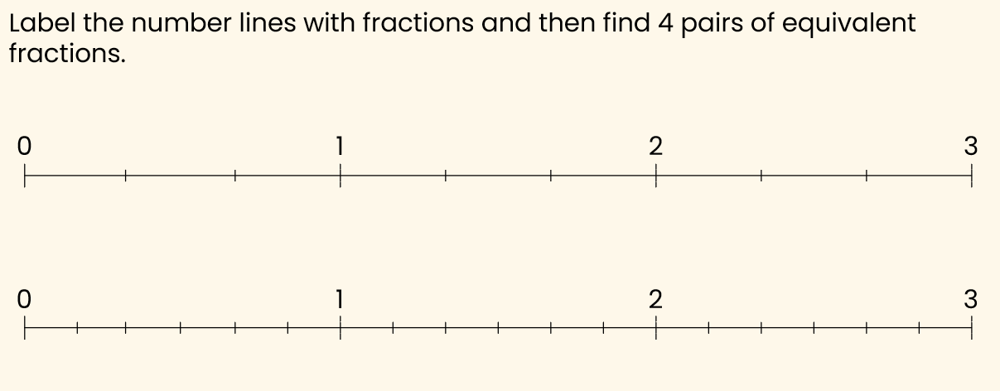 Label the number lines with fractions and then find 4 pairs of equivalent
fractions.
0 1 2 3
0 1 2 3